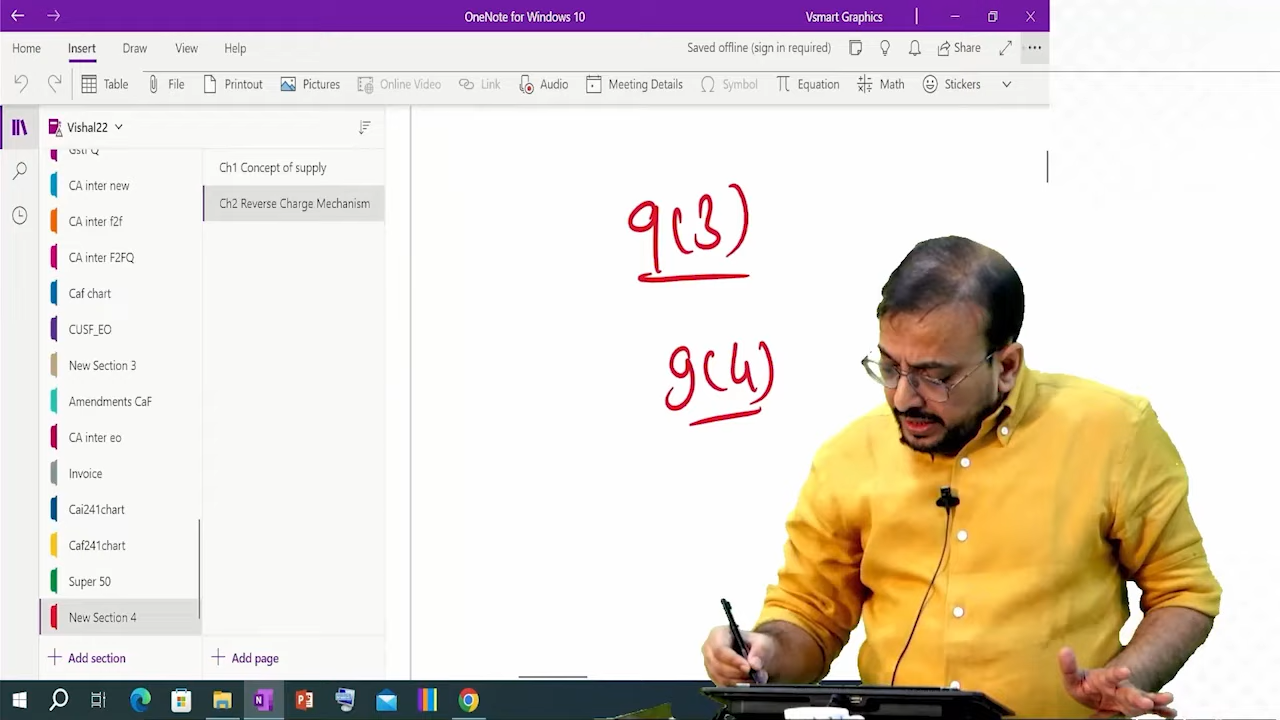 OneNote for Windows 10
Vsmart Graphics
Home Insert Draw View Help
Saved offline (sign in required) Share
Table File Printout Pictures Online Video Link Audio Meeting Details Symbol Equation Math Stickers
Vishal22
CA inter new
CA inter f2f
CA inter F2FQ
Caf chart
CUSF_EO
New Section 3
Amendments CaF
CA inter eo
Invoice
Cai241chart
Caf241chart
Super 50
New Section 4
Add section
Ch1 Concept of supply
Ch2 Reverse Charge Mechanism
Add page
9(3)
9(4)